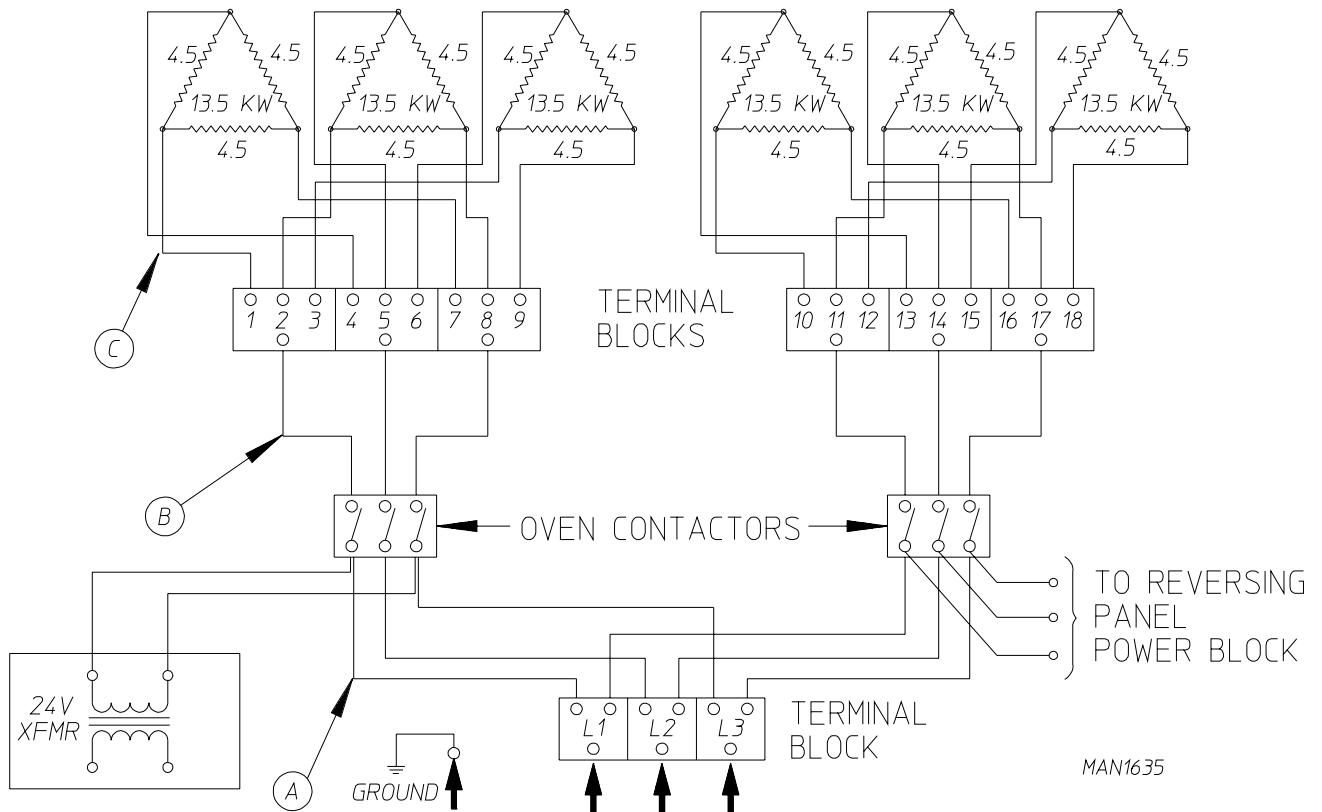 4.5 4.5 4.5 4.5 4.5 4.5 4.5 4.5 4.5 4.5 4.5 4.5
13.5 KW 13.5 KW 13.5 KW 13.5 KW 13.5 KW 13.5 KW
4.5 4.5 4.5 4.5 4.5 4.5
TERMINAL
BLOCKS
1 2 3 4 5 6 7 8 9
10 11 12 13 14 15 16 17 18
C
B
OVEN CONTACTORS
TO REVERSING
PANEL
POWER BLOCK
24V
XFMR
A
GROUND
L1 L2 L3
TERMINAL
BLOCK
MAN1635